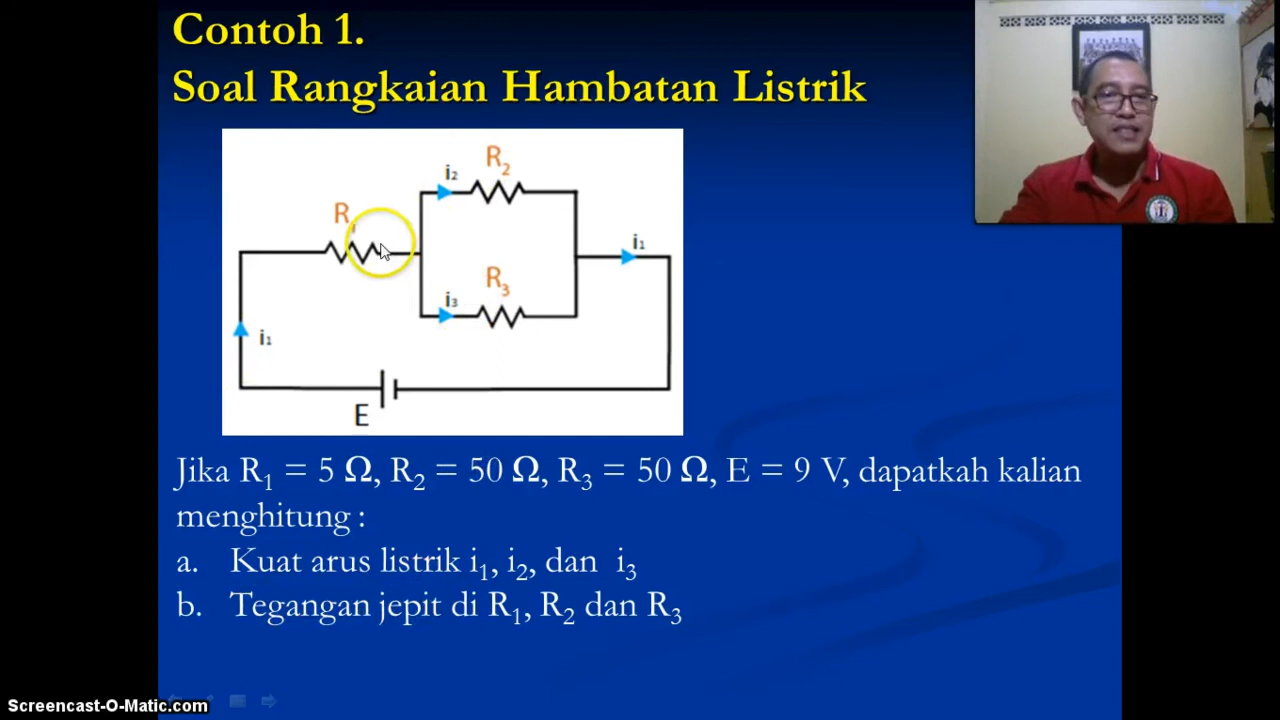 Contoh 1.
Soal Rangkaian Hambatan Listrik
R₂
i₂
R₁
i₁
R₃
i₃
i₁
E
Jika R₁ = 5 Ω, R₂ = 50 Ω, R₃ = 50 Ω, E = 9 V, dapatkah kalian
menghitung :
a. Kuat arus listrik i₁, i₂, dan i₃
b. Tegangan jepit di R₁, R₂ dan R₃
Screencast-O-Matic.com